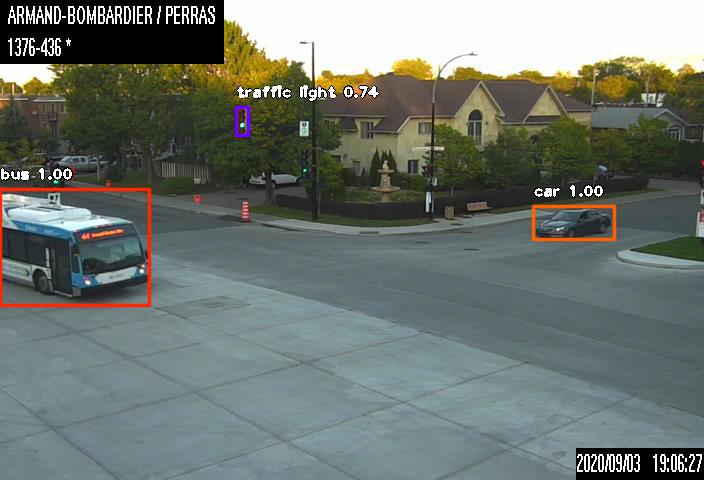 ARMAND-BOMBARDIER / PERRAS
1376-436 *
traffic light 0.74
bus 1.00
car 1.00
44
2020/09/03 19:06:27